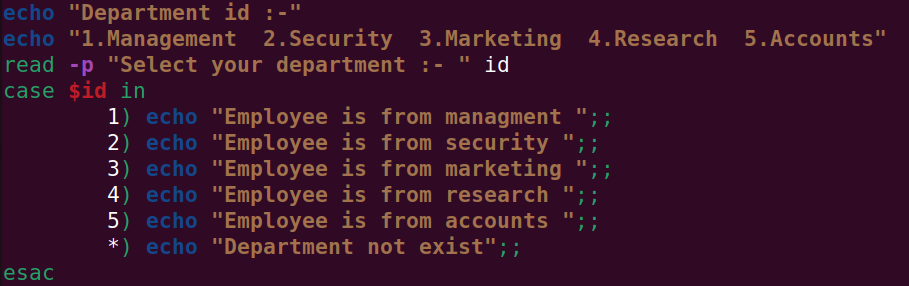 echo "Department id :-"
echo "1.Management  2.Security  3.Marketing  4.Research  5.Accounts"
read -p "Select your department :- " id
case $id in
        1) echo "Employee is from managment ";;
        2) echo "Employee is from security ";;
        3) echo "Employee is from marketing ";;
        4) echo "Employee is from research ";;
        5) echo "Employee is from accounts ";;
        *) echo "Department not exist";;
esac